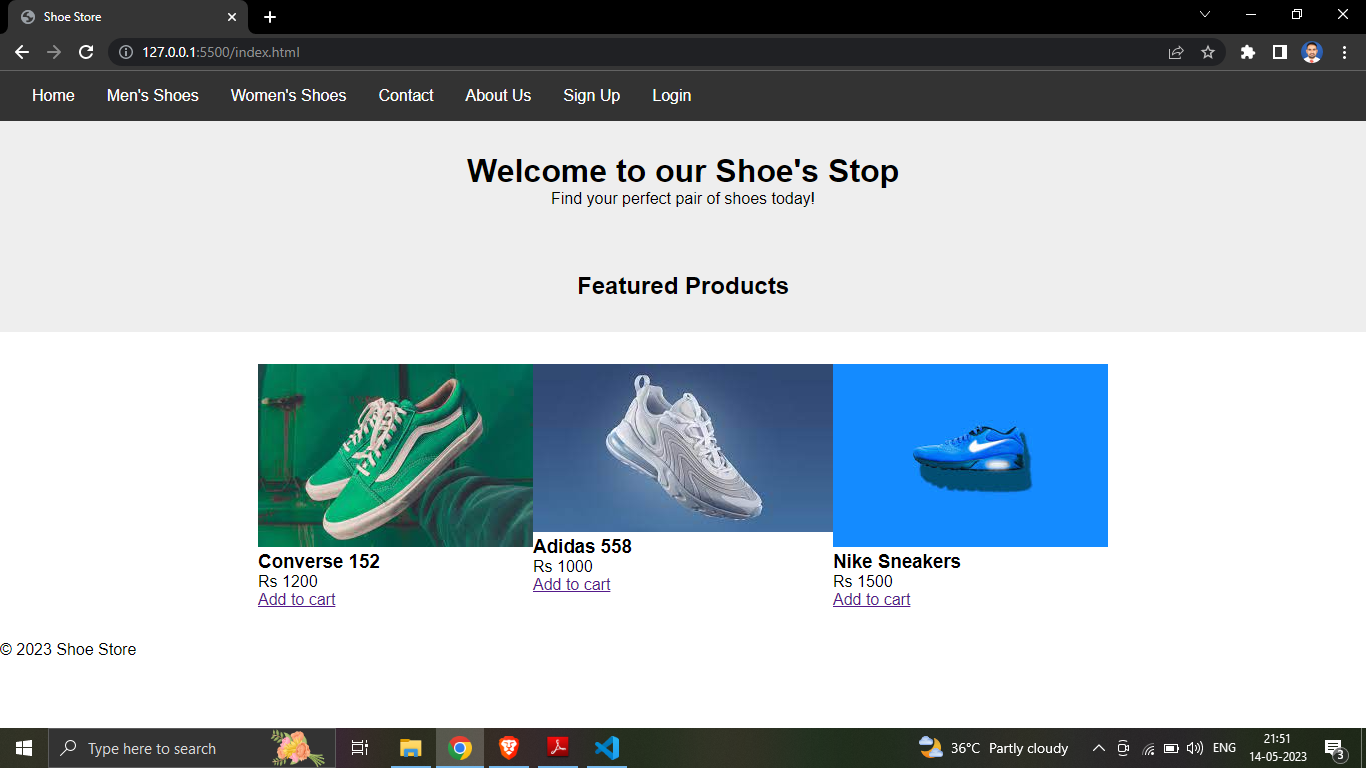 Shoe Store
127.0.0.1:5500/index.html
Home Men's Shoes Women's Shoes Contact About Us Sign Up Login
Welcome to our Shoe's Stop
Find your perfect pair of shoes today!
Featured Products
Converse 152
Rs 1200
Add to cart
Adidas 558
Rs 1000
Add to cart
Nike Sneakers
Rs 1500
Add to cart
© 2023 Shoe Store
Type here to search
36°C Partly cloudy
ENG
21:51
14-05-2023
3